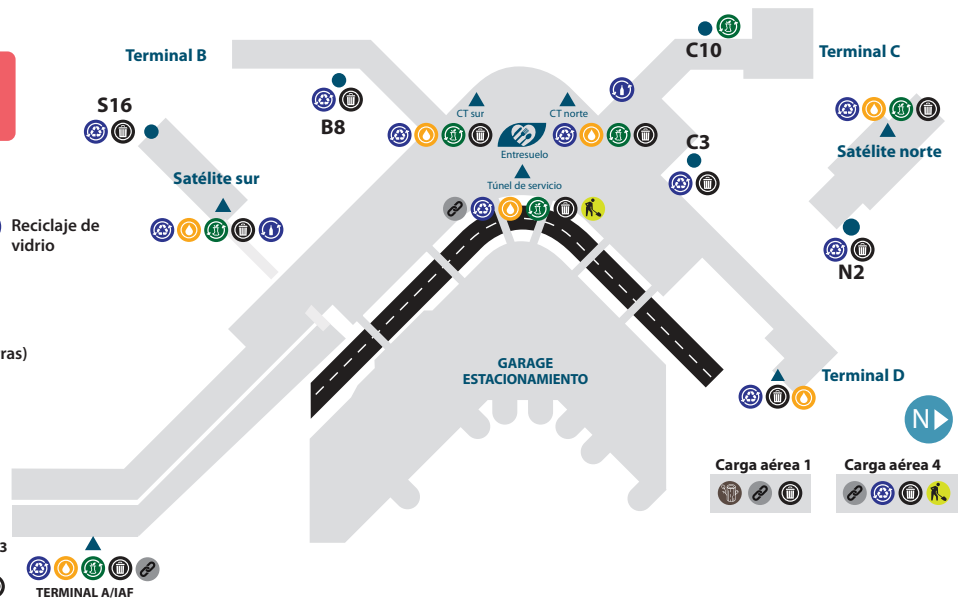 Terminal B
C10
Terminal C
S16
B8
CT sur
CT norte
Entresuelo
C3
Satélite norte
Satélite sur
Túnel de servicio
Reciclaje de
vidrio
N2
ras)
GARAGE
ESTACIONAMIENTO
Terminal D
N
Carga aérea 1
Carga aérea 4
3
TERMINAL A/IAF